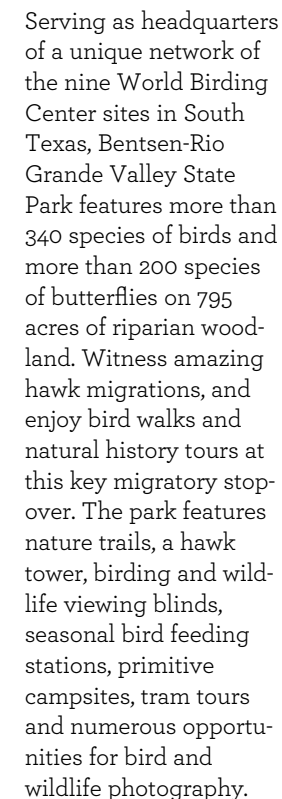 Serving as headquarters
of a unique network of
the nine World Birding
Center sites in South
Texas, Bentsen-Rio
Grande Valley State
Park features more than
340 species of birds and
more than 200 species
of butterflies on 795
acres of riparian wood-
land. Witness amazing
hawk migrations, and
enjoy bird walks and
natural history tours at
this key migratory stop-
over. The park features
nature trails, a hawk
tower, birding and wild-
life viewing blinds,
seasonal bird feeding
stations, primitive
campsites, tram tours
and numerous opportu-
nities for bird and
wildlife photography.